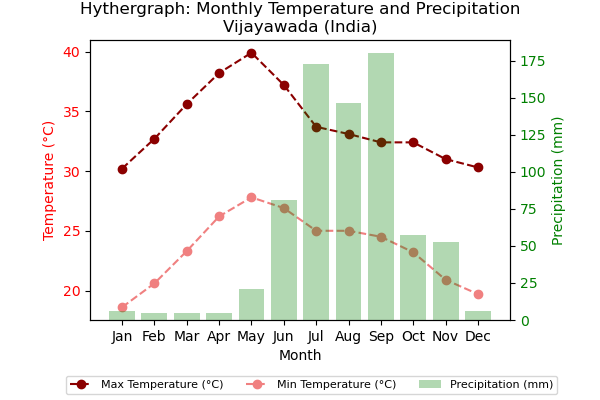 Hythergraph: Monthly Temperature and Precipitation
Vijayawada (India)
40
35
30
25
20
Temperature (°C)
175
150
125
100
75
50
25
0
Precipitation (mm)
Jan Feb Mar Apr May Jun Jul Aug Sep Oct Nov Dec
Month
Max Temperature (°C) Min Temperature (°C) Precipitation (mm)